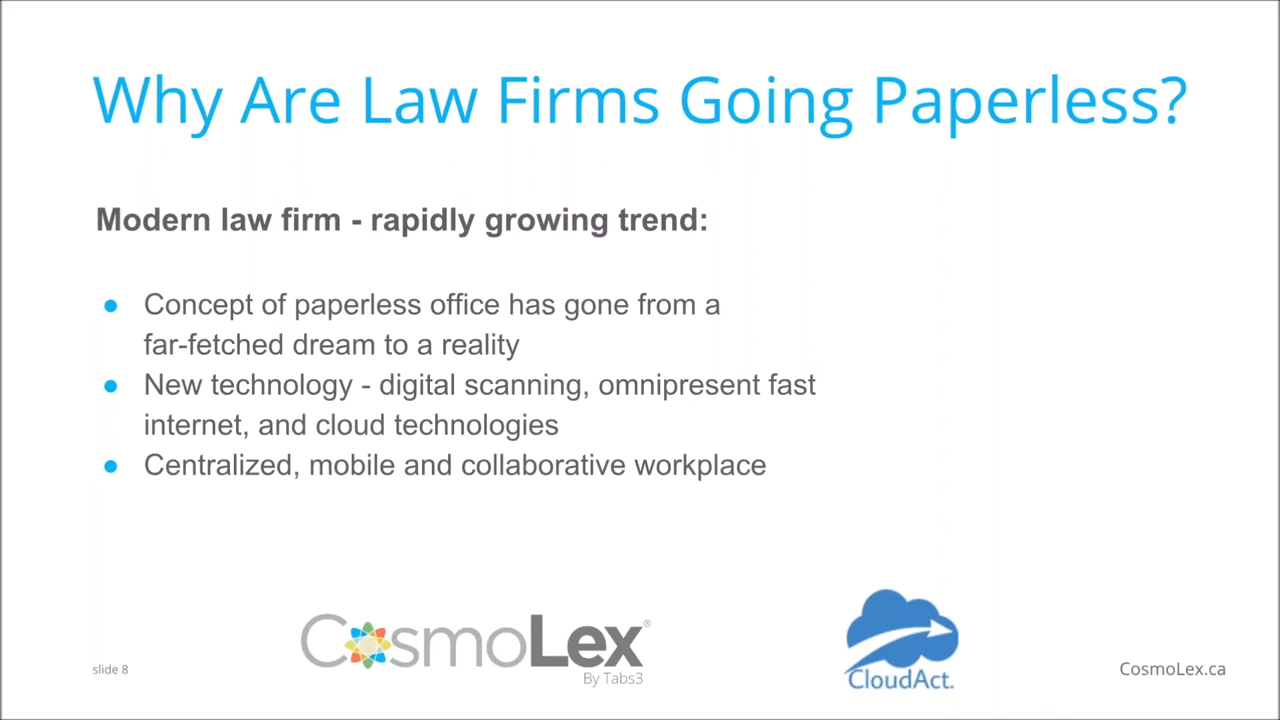 Why Are Law Firms Going Paperless?
Modern law firm - rapidly growing trend:
● Concept of paperless office has gone from a
far-fetched dream to a reality
● New technology - digital scanning, omnipresent fast
internet, and cloud technologies
● Centralized, mobile and collaborative workplace
CosmoLex®
By Tabs3
CloudAct.
slide 8
CosmoLex.ca